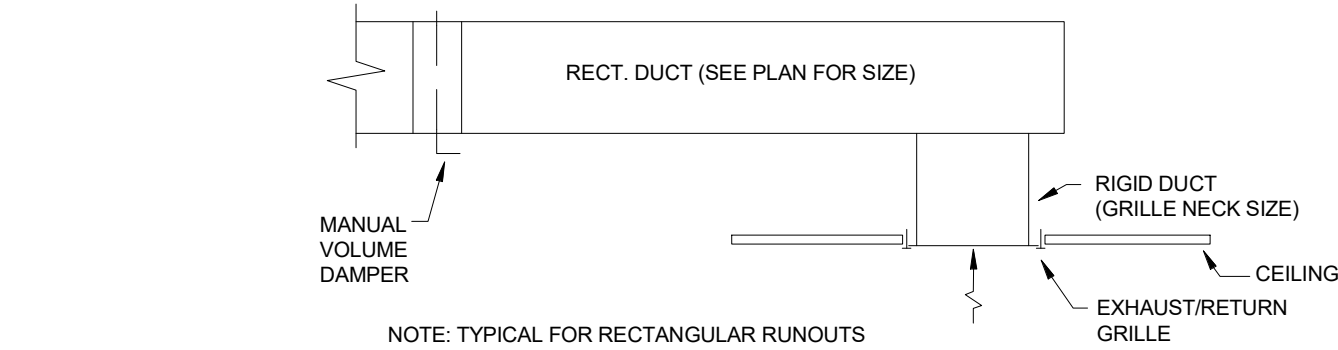 RECT. DUCT (SEE PLAN FOR SIZE)
RIGID DUCT
(GRILLE NECK SIZE)
MANUAL
VOLUME
DAMPER
CEILING
EXHAUST/RETURN
GRILLE
NOTE: TYPICAL FOR RECTANGULAR RUNOUTS